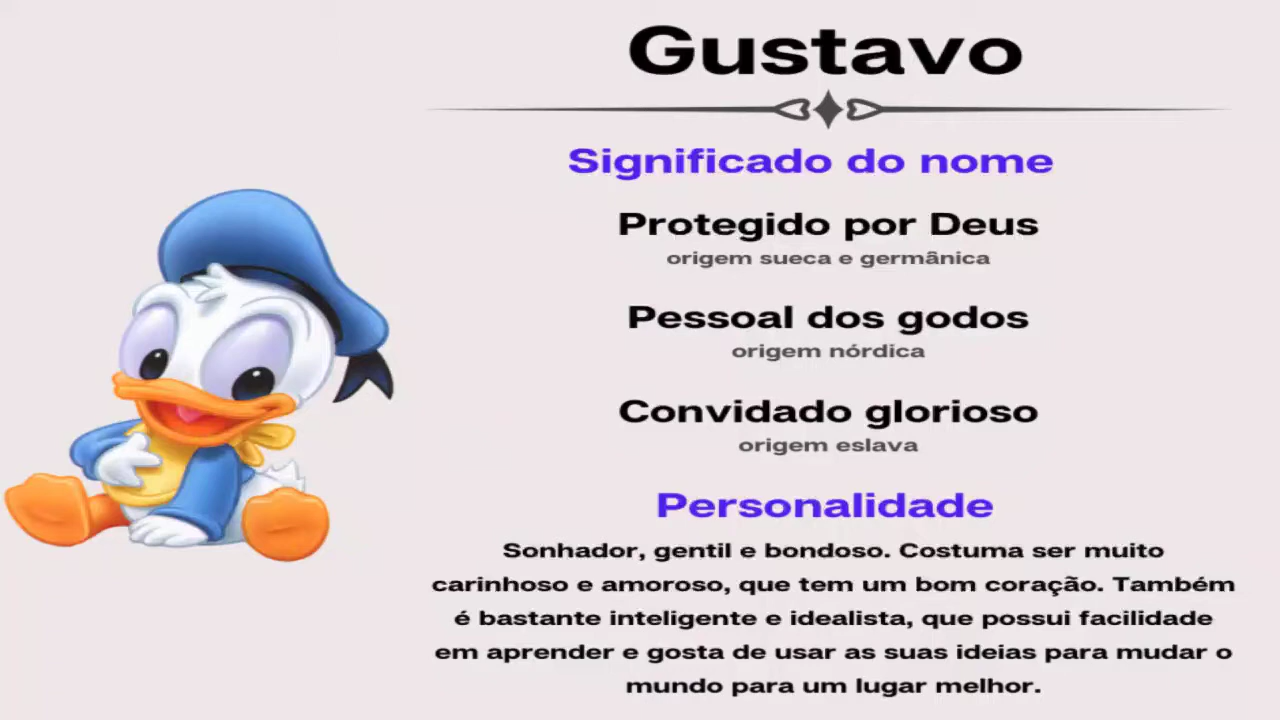 Gustavo
Significado do nome
Protegido por Deus
origem sueca e germânica
Pessoal dos godos
origem nórdica
Convidado glorioso
origem eslava
Personalidade
Sonhador, gentil e bondoso. Costuma ser muito
carinhoso e amoroso, que tem um bom coração. Também
é bastante inteligente e idealista, que possui facilidade
em aprender e gosta de usar as suas ideias para mudar o
mundo para um lugar melhor.